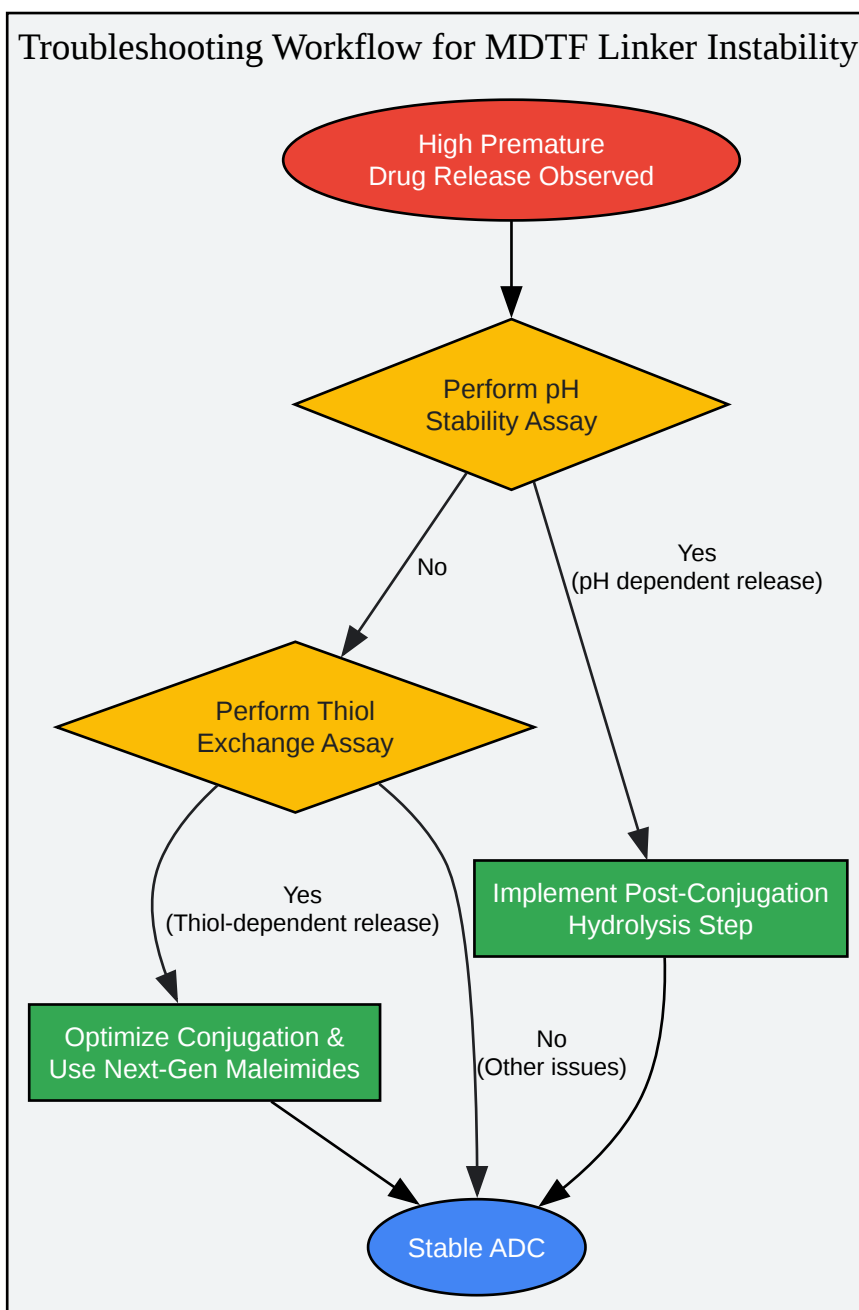 Troubleshooting Workflow for MDTF Linker Instability
High Premature
Drug Release Observed
Perform pH
Stability Assay
No
Yes
(pH dependent release)
Perform Thiol
Exchange Assay
Yes
(Thiol-dependent release)
Implement Post-Conjugation
Hydrolysis Step
Optimize Conjugation &
Use Next-Gen Maleimides
No
(Other issues)
Stable ADC